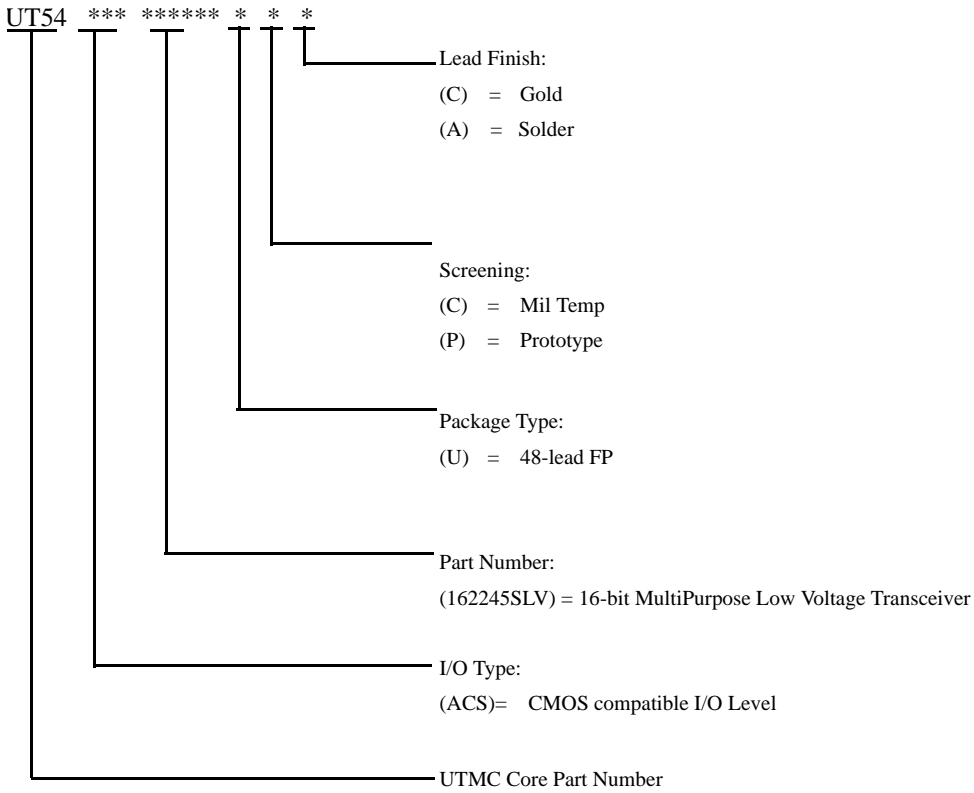 UT54 *** ****** * * *
Lead Finish:
(C) = Gold
(A) = Solder
Screening:
(C) = Mil Temp
(P) = Prototype
Package Type:
(U) = 48-lead FP
Part Number:
(162245SLV) = 16-bit MultiPurpose Low Voltage Transceiver
I/O Type:
(ACS)= CMOS compatible I/O Level
UTMC Core Part Number